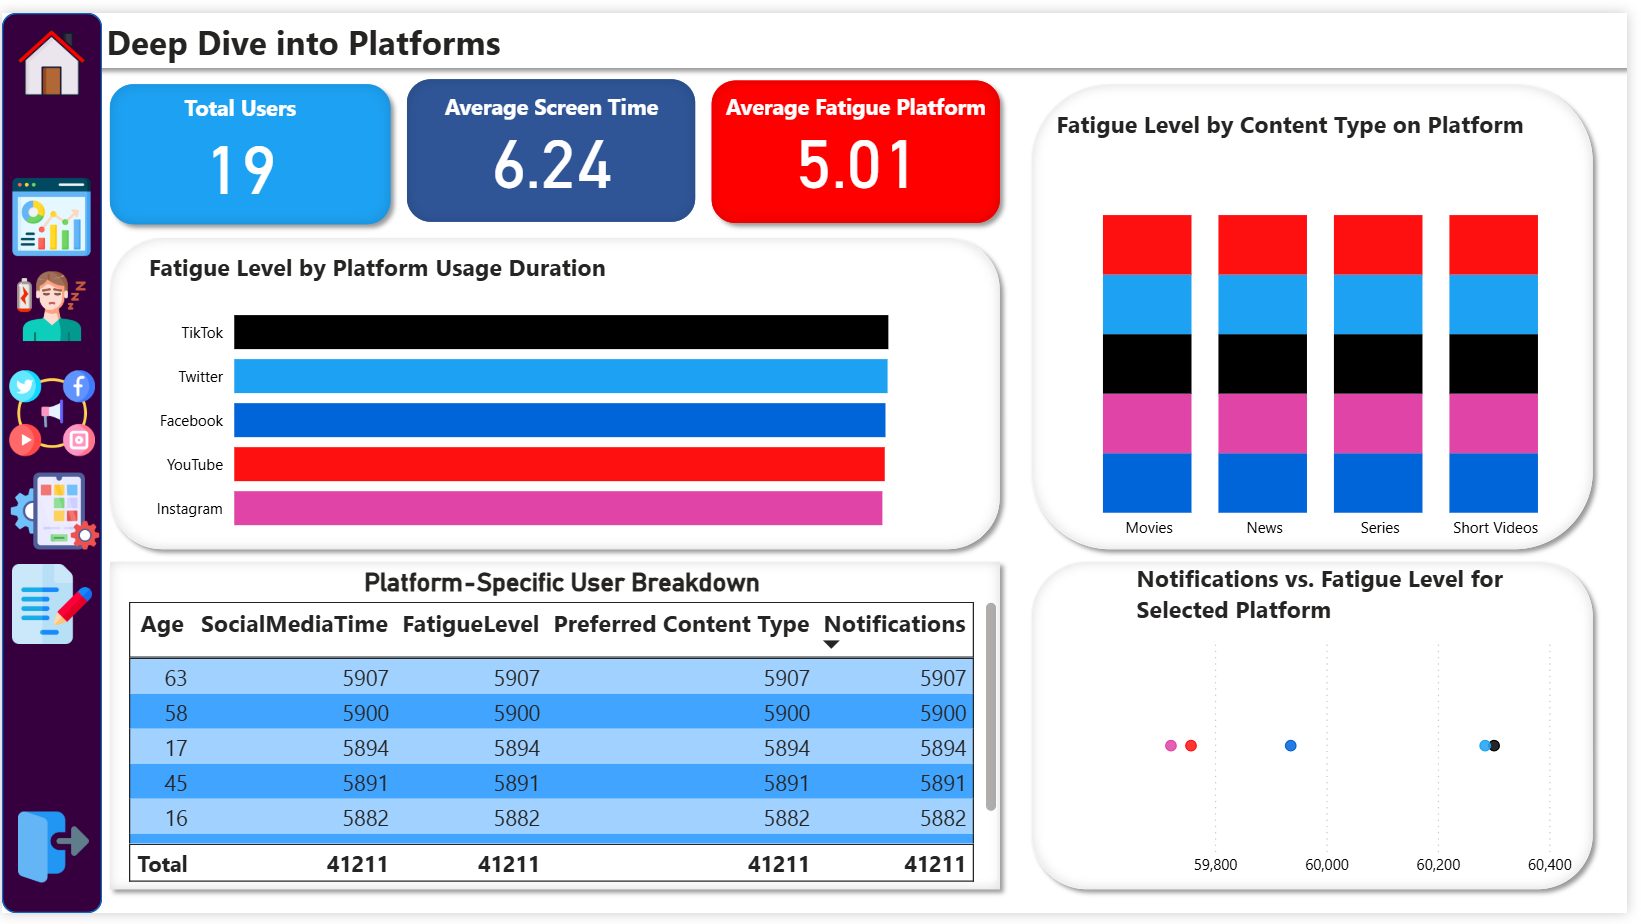 Deep Dive into Platforms
Total Users
19
Average Screen Time
6.24
Average Fatigue Platform
5.01
Fatigue Level by Platform Usage Duration
TikTok
Twitter
Facebook
YouTube
Instagram
Fatigue Level by Content Type on Platform
Movies News Series Short Videos
Platform-Specific User Breakdown
Age SocialMediaTime FatigueLevel Preferred Content Type Notifications
63 5907 5907 5907 5907
58 5900 5900 5900 5900
17 5894 5894 5894 5894
45 5891 5891 5891 5891
16 5882 5882 5882 5882
Total 41211 41211 41211 41211
Notifications vs. Fatigue Level for
Selected Platform
59,800 60,000 60,200 60,400